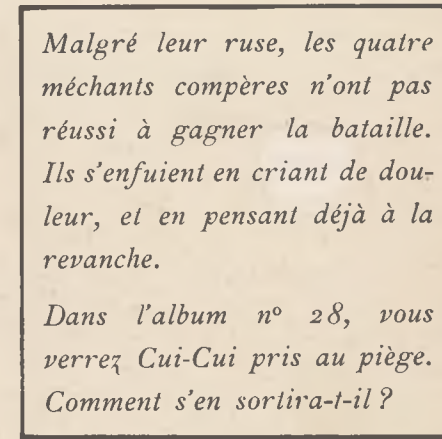 Malgré leur ruse, les quatre
méchants compères n'ont pas
réussi à gagner la bataille.
Ils s'enfuient en criant de dou-
leur, et en pensant déjà à la
revanche.
Dans l'album nº 28, vous
verrez Cui-Cui pris au piège.
Comment s'en sortira-t-il ?